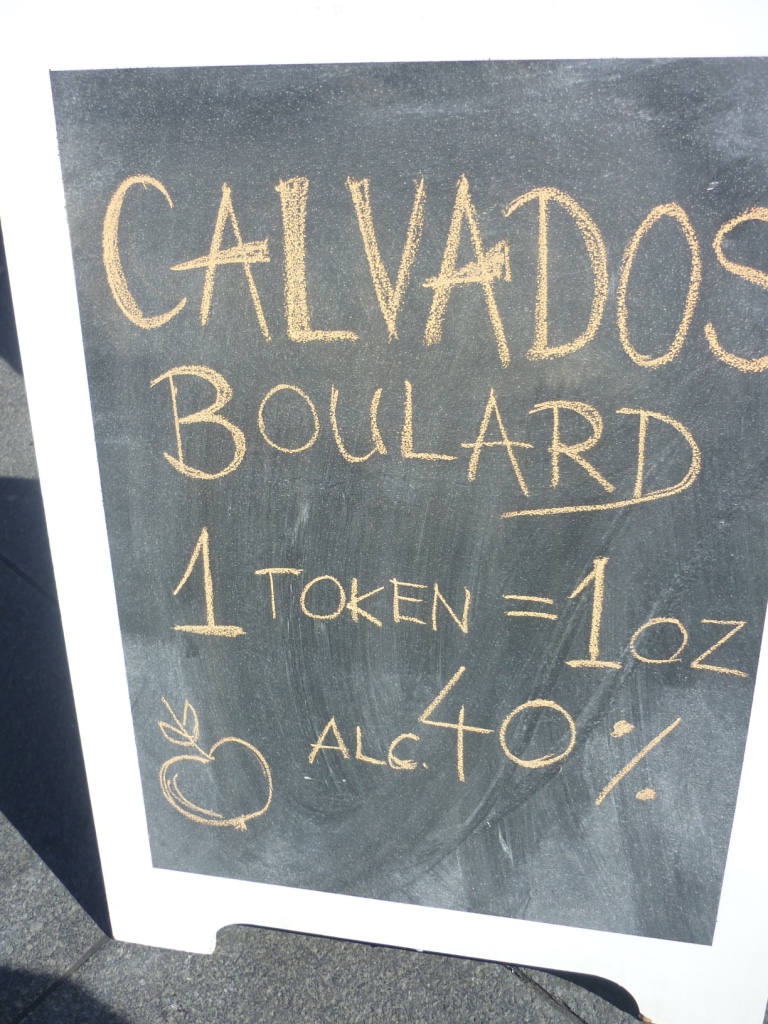 CALVADOS
BOULARD
1 TOKEN = 1 OZ
ALC. 40%